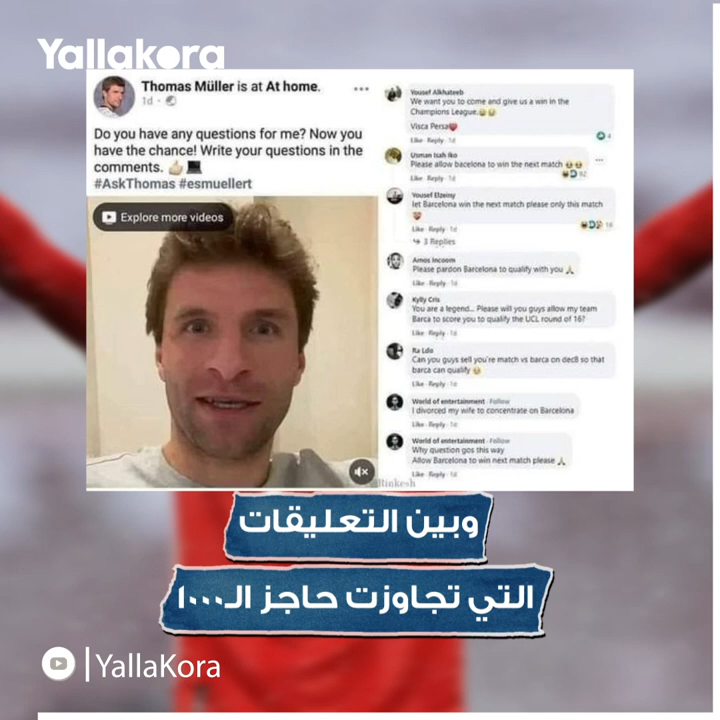 Yallakora
Thomas Müller is at At home.
1d
Do you have any questions for me? Now you
have the chance! Write your questions in the
comments.
#AskThomas #esmuellert
Explore more videos
Yousef Alkhateeb
We want you to come and give us a win in the
Champions League.
Visca Persa
Like Reply 1d
4
Usman Isah iko
Please allow bacelona to win the next match
Like Reply 1d
Yousef Elzeiny
let Barcelona win the next match please only this match
Like Reply 1d
3 Replies
Amos Incoom
Please pardon Barcelona to qualify with you
Like Reply 1d
Kylly Cris
You are a legend... Please will you guys allow my team
Barca to score you to qualify the UCL round of 16?
Like Reply 1d
Ra Ldo
Can you guys sell you're match vs barca on dec8 so that
barca can qualify
Like Reply 1d
World of entertainment Follow
I divorced my wife to concentrate on Barcelona
Like Reply 1d
World of entertainment Follow
Why question gos this way
Allow Barcelona to win next match please
Like Reply 1d
وبين التعليقات
التي تجاوزت حاجز الـ١٠٠٠
YallaKora